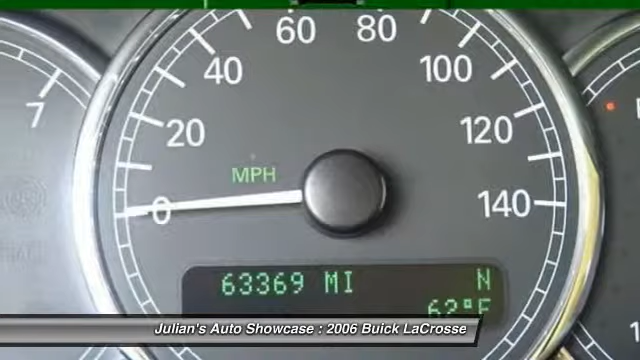 60 80
40 100
7
20 120
MPH
0 140
63369 MI N
62°F
Julian's Auto Showcase : 2006 Buick LaCrosse